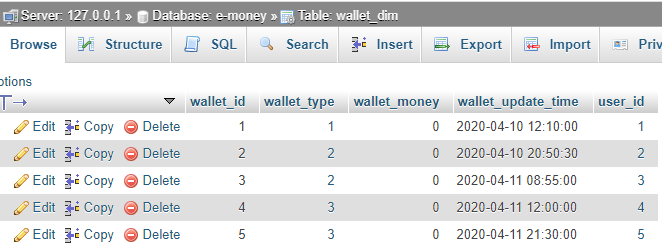 Server: 127.0.0.1 » Database: e-money » Table: wallet_dim
Browse Structure SQL Search Insert Export Import Priv
ptions
wallet_id wallet_type wallet_money wallet_update_time user_id
Edit Copy Delete 1 1 0 2020-04-10 12:10:00 1
Edit Copy Delete 2 2 0 2020-04-10 20:50:30 2
Edit Copy Delete 3 2 0 2020-04-11 08:55:00 3
Edit Copy Delete 4 3 0 2020-04-11 12:00:00 4
Edit Copy Delete 5 3 0 2020-04-11 21:30:00 5